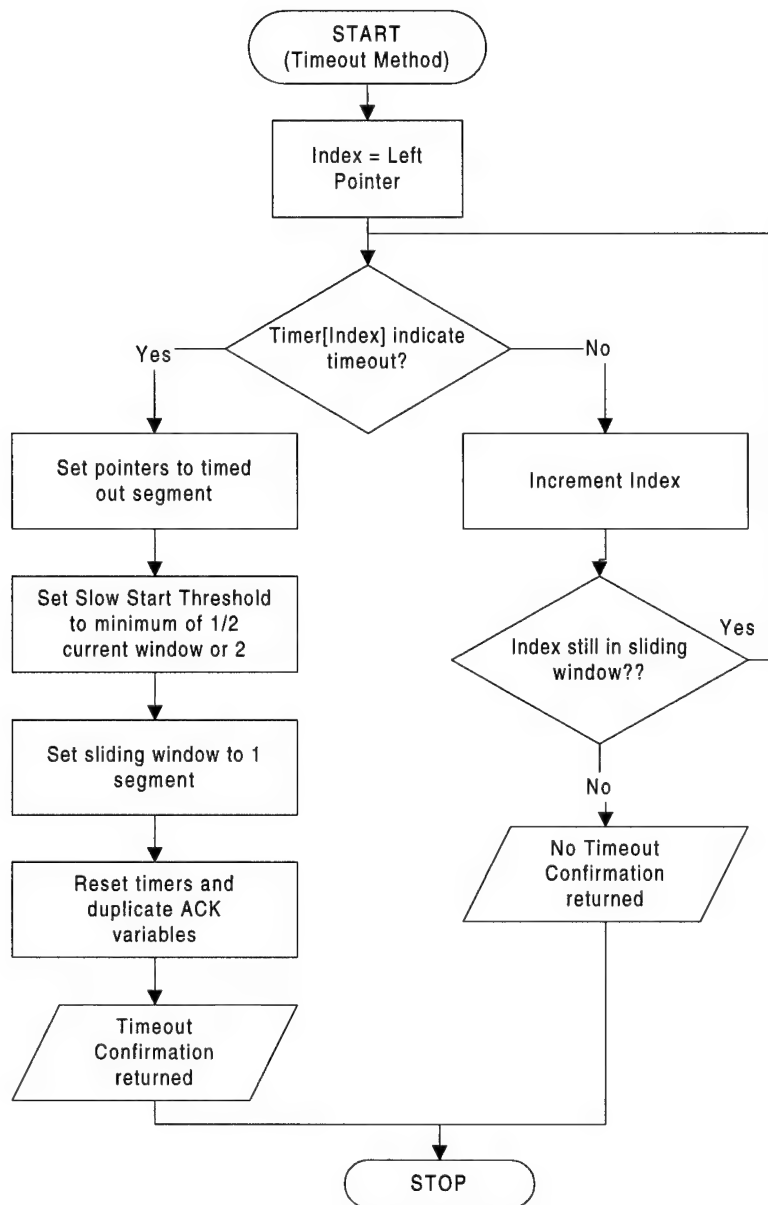 START
(Timeout Method)
Index = Left
Pointer
Timer[Index] indicate
timeout?
Yes
No
Set pointers to timed
out segment
Increment Index
Set Slow Start Threshold
to minimum of 1/2
current window or 2
Index still in sliding
window??
Yes
No
Set sliding window to 1
segment
No Timeout
Confirmation
returned
Reset timers and
duplicate ACK
variables
Timeout
Confirmation
returned
STOP